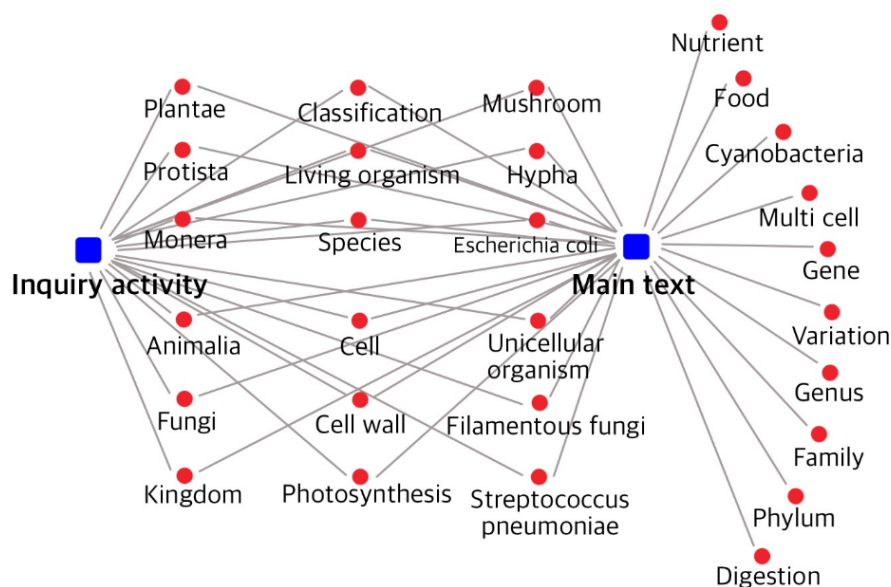 Nutrient
Plantae
Classification
Mushroom
Food
Protista
Living organism
Hypha
Cyanobacteria
Monera
Species
Escherichia coli
Multi cell
Inquiry activity
Main text
Gene
Animalia
Cell
Unicellular
organism
Variation
Fungi
Cell wall
Filamentous fungi
Genus
Family
Kingdom
Photosynthesis
Streptococcus
pneumoniae
Phylum
Digestion